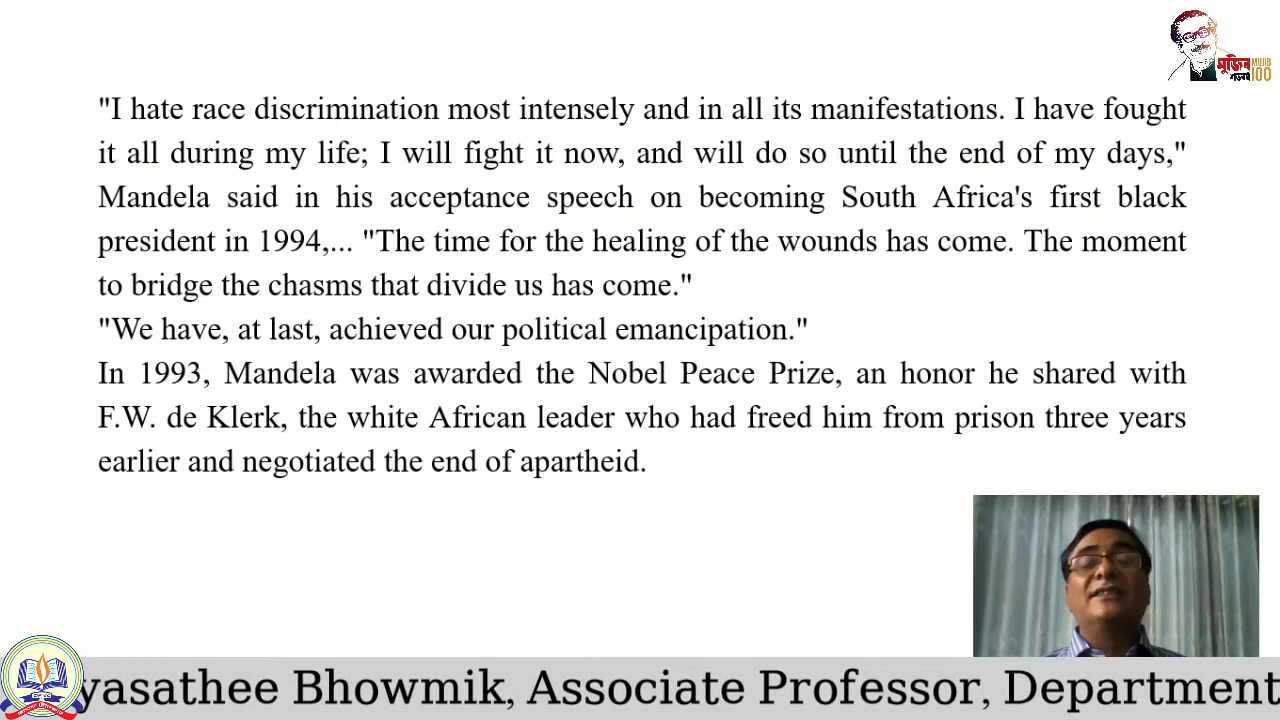 মুজিব MUJIB
শতবর্ষ 100
"I hate race discrimination most intensely and in all its manifestations. I have fought
it all during my life; I will fight it now, and will do so until the end of my days,"
Mandela said in his acceptance speech on becoming South Africa's first black
president in 1994,... "The time for the healing of the wounds has come. The moment
to bridge the chasms that divide us has come."
"We have, at last, achieved our political emancipation."
In 1993, Mandela was awarded the Nobel Peace Prize, an honor he shared with
F.W. de Klerk, the white African leader who had freed him from prison three years
earlier and negotiated the end of apartheid.
yasathee Bhowmik, Associate Professor, Department